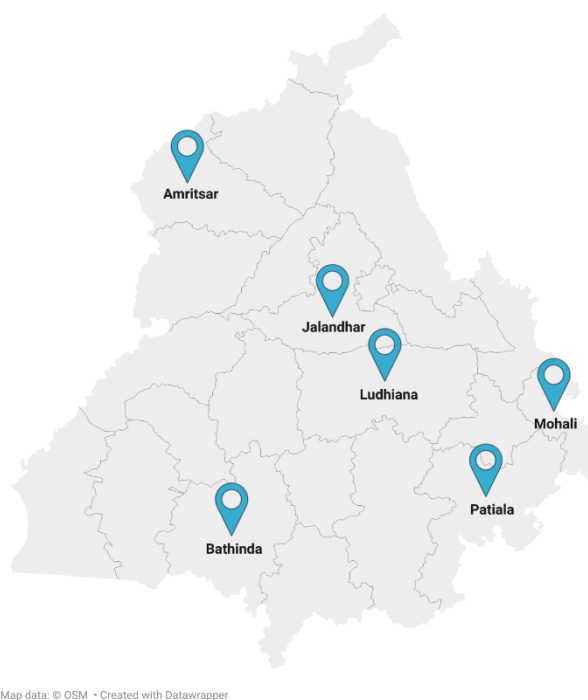 Amritsar
Jalandhar
Ludhiana
Mohali
Patiala
Bathinda
Map data: © OSM • Created with Datawrapper